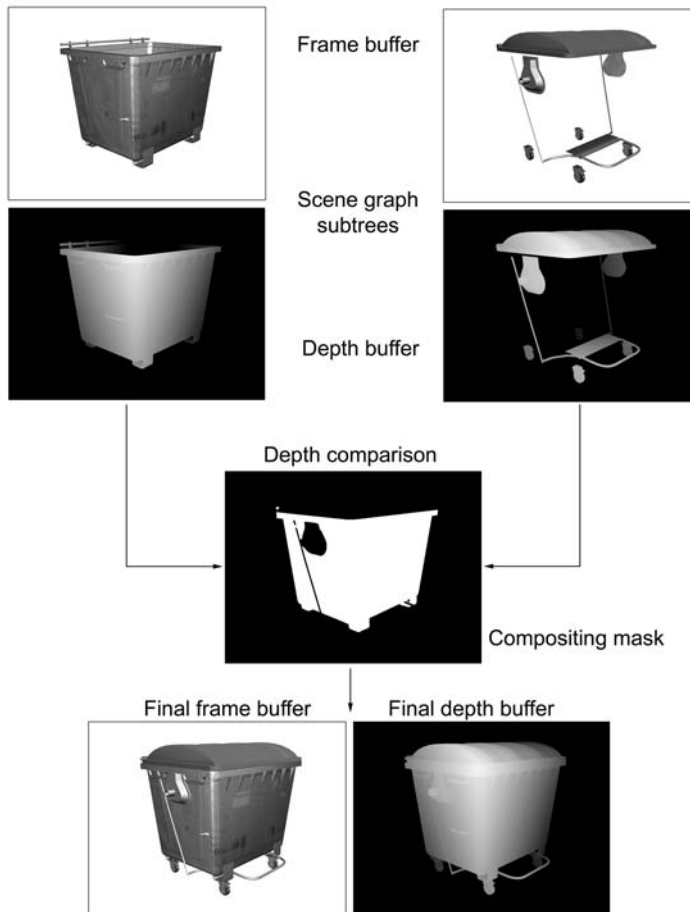 Frame buffer
Scene graph
subtrees
Depth buffer
Depth comparison
Compositing mask
Final frame buffer
Final depth buffer